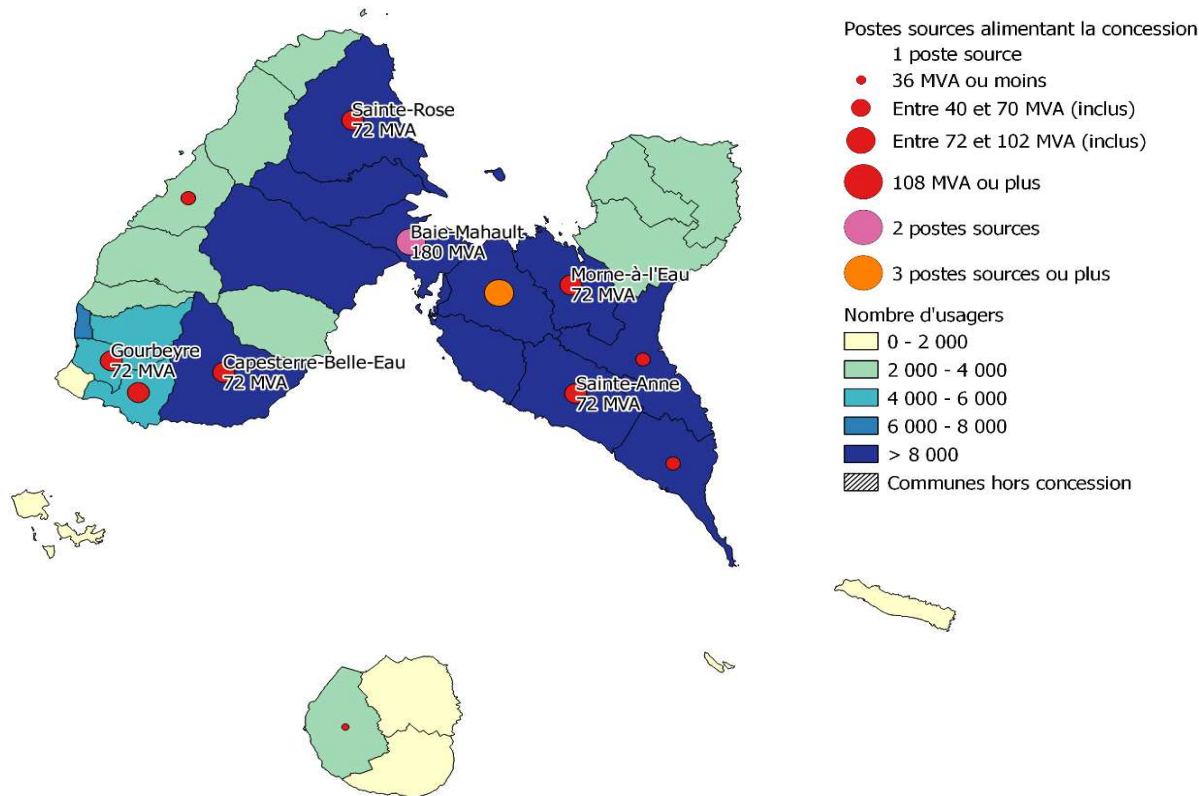 Sainte-Rose
72 MVA
Baie-Mahault
180 MVA
Morne-à-l'Eau
72 MVA
Gourbeyre
72 MVA
Capesterre-Belle-Eau
72 MVA
Sainte-Anne
72 MVA
Postes sources alimentant la concession
1 poste source
36 MVA ou moins
Entre 40 et 70 MVA (inclus)
Entre 72 et 102 MVA (inclus)
108 MVA ou plus
2 postes sources
3 postes sources ou plus
Nombre d'usagers
0 - 2 000
2 000 - 4 000
4 000 - 6 000
6 000 - 8 000
> 8 000
Communes hors concession